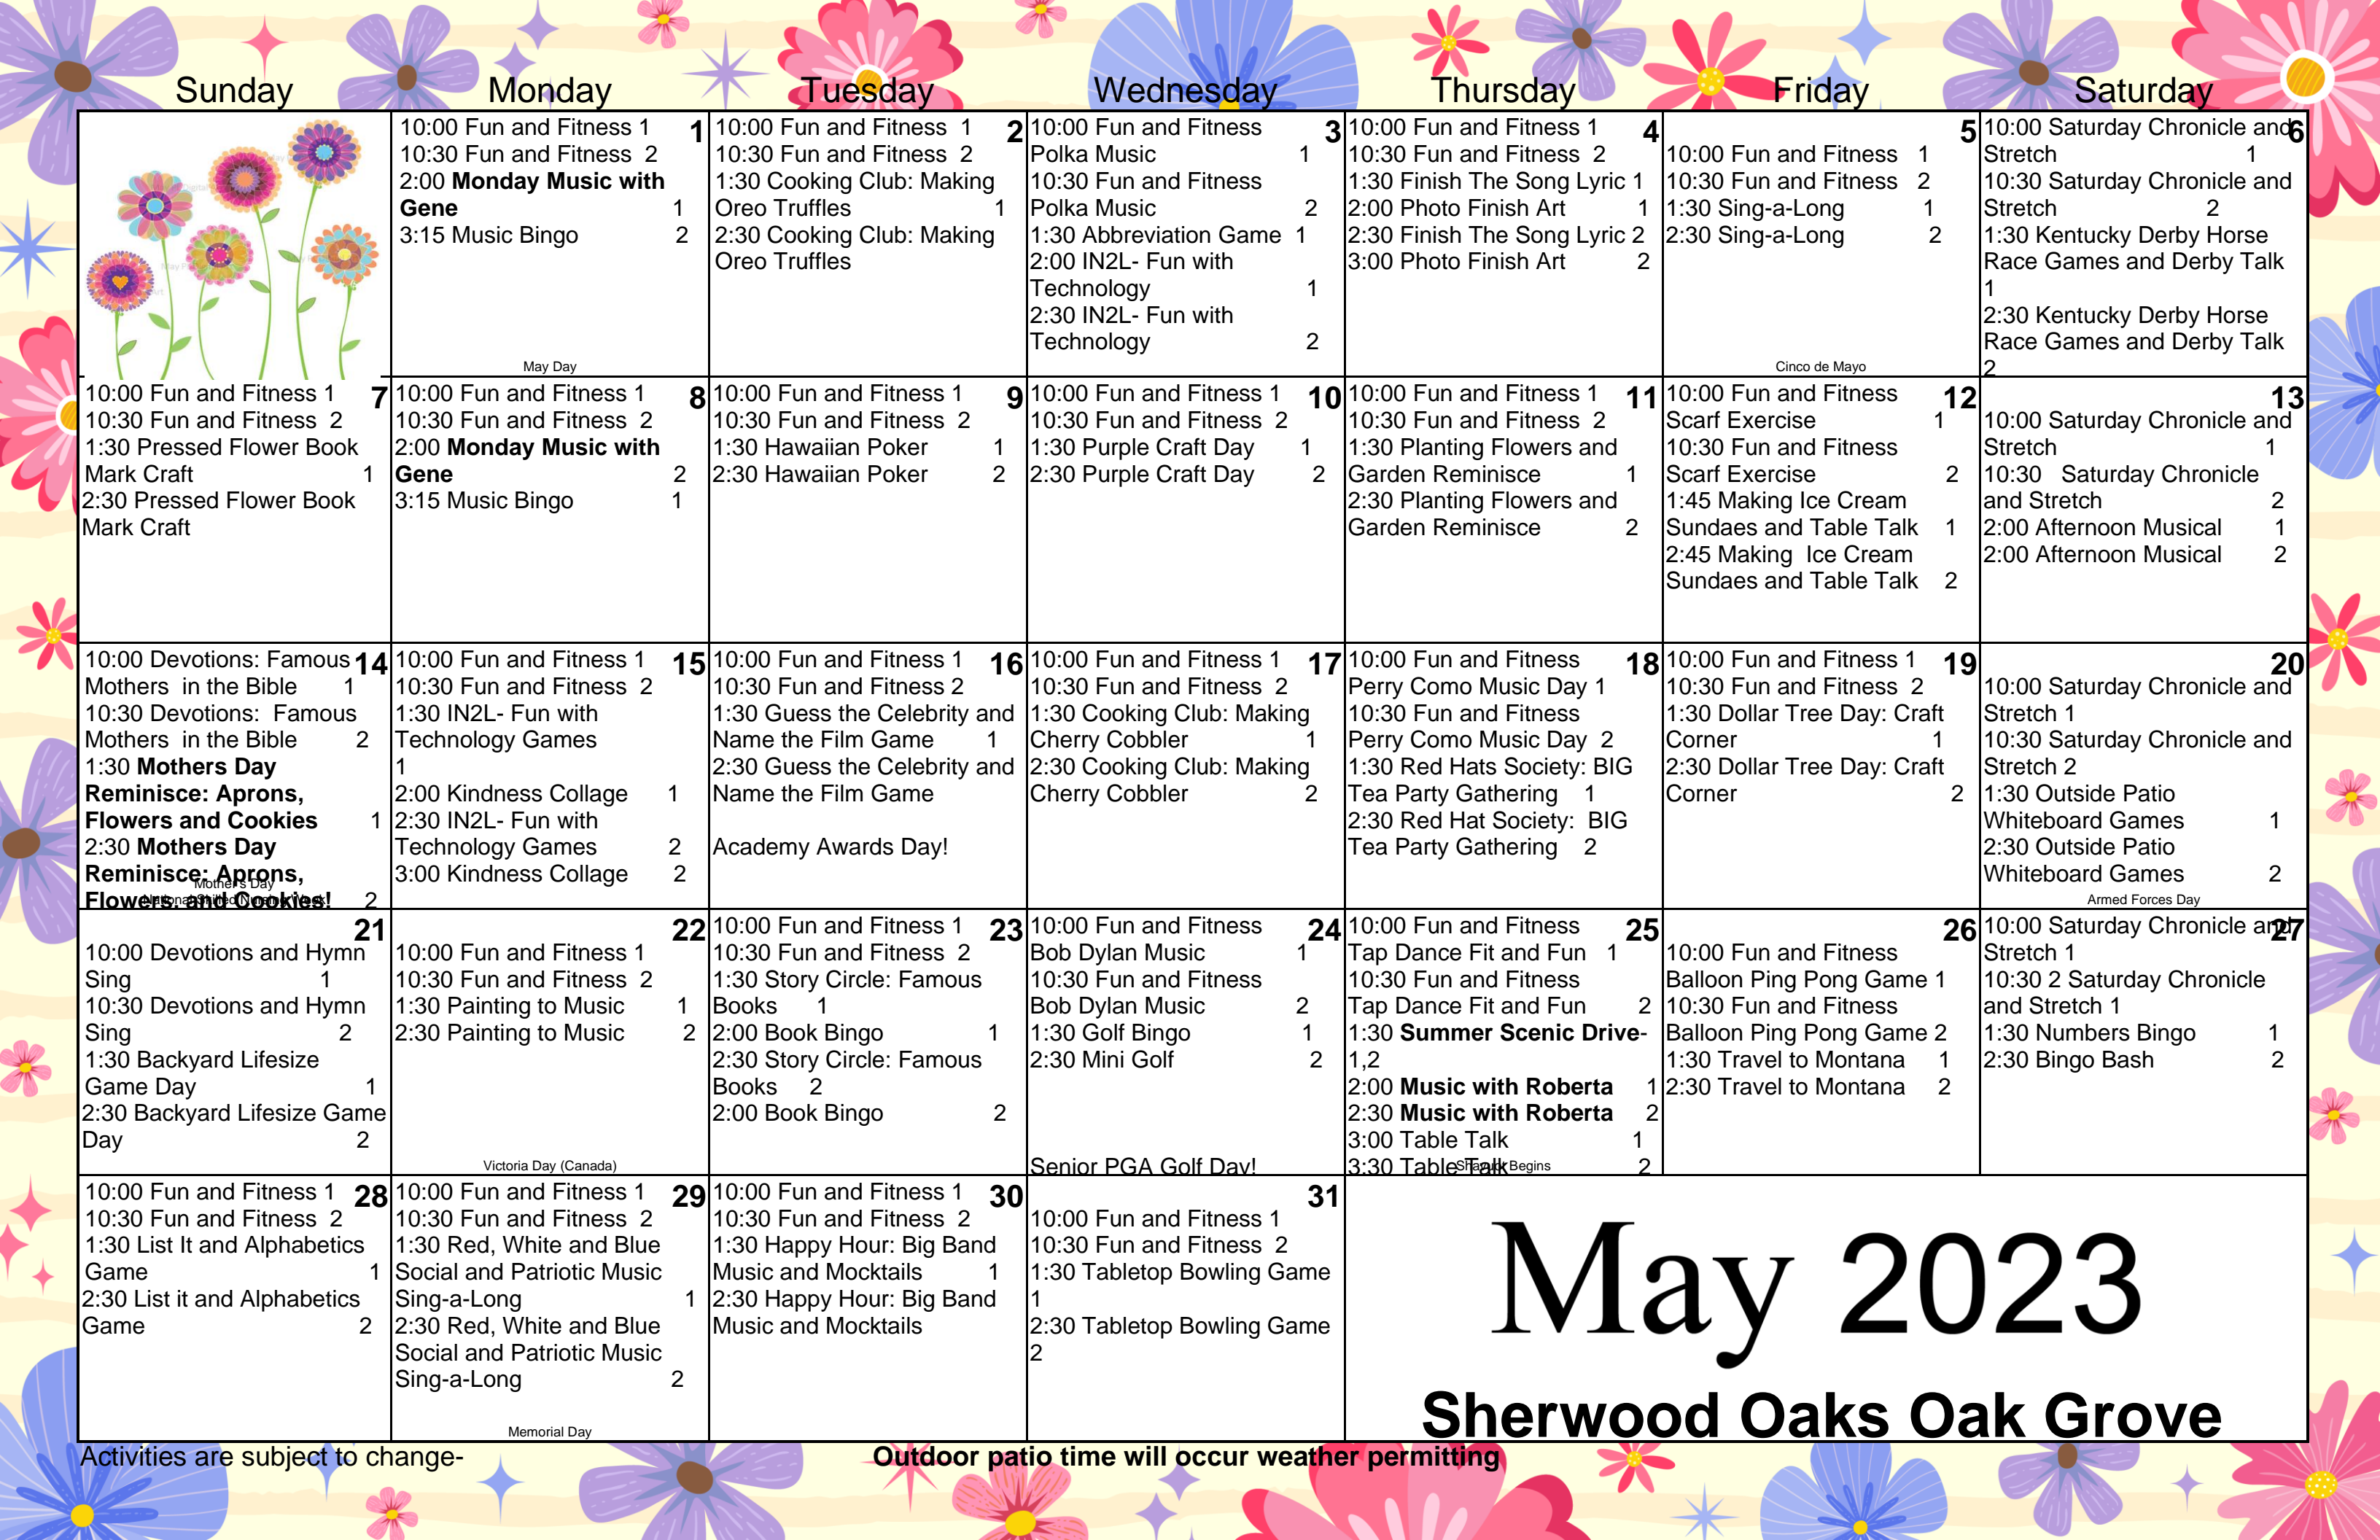 Sunday Monday Tuesday Wednesday Thursday Friday Saturday
10:00 Fun and Fitness 1 1
10:30 Fun and Fitness 2
2:00 Monday Music with
Gene 1
3:15 Music Bingo 2
May Day
10:00 Fun and Fitness 1 2
10:30 Fun and Fitness 2
1:30 Cooking Club: Making
Oreo Truffles 1
2:30 Cooking Club: Making
Oreo Truffles
10:00 Fun and Fitness 3
Polka Music 1
10:30 Fun and Fitness
Polka Music 2
1:30 Abbreviation Game 1
2:00 IN2L- Fun with
Technology 1
2:30 IN2L- Fun with
Technology 2
10:00 Fun and Fitness 1 4
10:30 Fun and Fitness 2
1:30 Finish The Song Lyric 1
2:00 Photo Finish Art 1
2:30 Finish The Song Lyric 2
3:00 Photo Finish Art 2
5
10:00 Fun and Fitness 1
10:30 Fun and Fitness 2
1:30 Sing-a-Long 1
2:30 Sing-a-Long 2
Cinco de Mayo
10:00 Saturday Chronicle and 6
Stretch 1
10:30 Saturday Chronicle and
Stretch 2
1:30 Kentucky Derby Horse
Race Games and Derby Talk
1
2:30 Kentucky Derby Horse
Race Games and Derby Talk
2
10:00 Fun and Fitness 1 7
10:30 Fun and Fitness 2
1:30 Pressed Flower Book
Mark Craft 1
2:30 Pressed Flower Book
Mark Craft
10:00 Fun and Fitness 1 8
10:30 Fun and Fitness 2
2:00 Monday Music with
Gene 2
3:15 Music Bingo 1
10:00 Fun and Fitness 1 9
10:30 Fun and Fitness 2
1:30 Hawaiian Poker 1
2:30 Hawaiian Poker 2
10:00 Fun and Fitness 1 10
10:30 Fun and Fitness 2
1:30 Purple Craft Day 1
2:30 Purple Craft Day 2
10:00 Fun and Fitness 1 11
10:30 Fun and Fitness 2
1:30 Planting Flowers and
Garden Reminisce 1
2:30 Planting Flowers and
Garden Reminisce 2
10:00 Fun and Fitness 12
Scarf Exercise 1
10:30 Fun and Fitness
Scarf Exercise 2
1:45 Making Ice Cream
Sundaes and Table Talk 1
2:45 Making Ice Cream
Sundaes and Table Talk 2
13
10:00 Saturday Chronicle and
Stretch 1
10:30 Saturday Chronicle
and Stretch 2
2:00 Afternoon Musical 1
2:00 Afternoon Musical 2
10:00 Devotions: Famous 14
Mothers in the Bible 1
10:30 Devotions: Famous
Mothers in the Bible 2
1:30 Mothers Day
Reminisce: Aprons,
Flowers and Cookies 1
2:30 Mothers Day
Reminisce: Aprons,
Mother's Day
Flowers, and Cookies! 2
National Skilled Nursing Week
10:00 Fun and Fitness 1 15
10:30 Fun and Fitness 2
1:30 IN2L- Fun with
Technology Games
1
2:00 Kindness Collage 1
2:30 IN2L- Fun with
Technology Games 2
3:00 Kindness Collage 2
10:00 Fun and Fitness 1 16
10:30 Fun and Fitness 2
1:30 Guess the Celebrity and
Name the Film Game 1
2:30 Guess the Celebrity and
Name the Film Game
Academy Awards Day!
10:00 Fun and Fitness 1 17
10:30 Fun and Fitness 2
1:30 Cooking Club: Making
Cherry Cobbler 1
2:30 Cooking Club: Making
Cherry Cobbler 2
10:00 Fun and Fitness 18
Perry Como Music Day 1
10:30 Fun and Fitness
Perry Como Music Day 2
1:30 Red Hats Society: BIG
Tea Party Gathering 1
2:30 Red Hat Society: BIG
Tea Party Gathering 2
10:00 Fun and Fitness 1 19
10:30 Fun and Fitness 2
1:30 Dollar Tree Day: Craft
Corner 1
2:30 Dollar Tree Day: Craft
Corner 2
20
10:00 Saturday Chronicle and
Stretch 1
10:30 Saturday Chronicle and
Stretch 2
1:30 Outside Patio
Whiteboard Games 1
2:30 Outside Patio
Whiteboard Games 2
Armed Forces Day
21
10:00 Devotions and Hymn
Sing 1
10:30 Devotions and Hymn
Sing 2
1:30 Backyard Lifesize
Game Day 1
2:30 Backyard Lifesize Game
Day 2
22
10:00 Fun and Fitness 1
10:30 Fun and Fitness 2
1:30 Painting to Music 1
2:30 Painting to Music 2
Victoria Day (Canada)
10:00 Fun and Fitness 1 23
10:30 Fun and Fitness 2
1:30 Story Circle: Famous
Books 1
2:00 Book Bingo 1
2:30 Story Circle: Famous
Books 2
2:00 Book Bingo 2
10:00 Fun and Fitness 24
Bob Dylan Music 1
10:30 Fun and Fitness
Bob Dylan Music 2
1:30 Golf Bingo 1
2:30 Mini Golf 2
Senior PGA Golf Day!
10:00 Fun and Fitness 25
Tap Dance Fit and Fun 1
10:30 Fun and Fitness
Tap Dance Fit and Fun 2
1:30 Summer Scenic Drive-
1,2
2:00 Music with Roberta 1
2:30 Music with Roberta 2
3:00 Table Talk 1
3:30 Table Talk 2
Shavuot Begins
26
10:00 Fun and Fitness
Balloon Ping Pong Game 1
10:30 Fun and Fitness
Balloon Ping Pong Game 2
1:30 Travel to Montana 1
2:30 Travel to Montana 2
10:00 Saturday Chronicle and 27
Stretch 1
10:30 2 Saturday Chronicle
and Stretch 1
1:30 Numbers Bingo 1
2:30 Bingo Bash 2
10:00 Fun and Fitness 1 28
10:30 Fun and Fitness 2
1:30 List It and Alphabetics
Game 1
2:30 List it and Alphabetics
Game 2
10:00 Fun and Fitness 1 29
10:30 Fun and Fitness 2
1:30 Red, White and Blue
Social and Patriotic Music
Sing-a-Long 1
2:30 Red, White and Blue
Social and Patriotic Music
Sing-a-Long 2
Memorial Day
10:00 Fun and Fitness 1 30
10:30 Fun and Fitness 2
1:30 Happy Hour: Big Band
Music and Mocktails 1
2:30 Happy Hour: Big Band
Music and Mocktails
31
10:00 Fun and Fitness 1
10:30 Fun and Fitness 2
1:30 Tabletop Bowling Game
1
2:30 Tabletop Bowling Game
2
May 2023
Sherwood Oaks Oak Grove
Activities are subject to change- Outdoor patio time will occur weather permitting